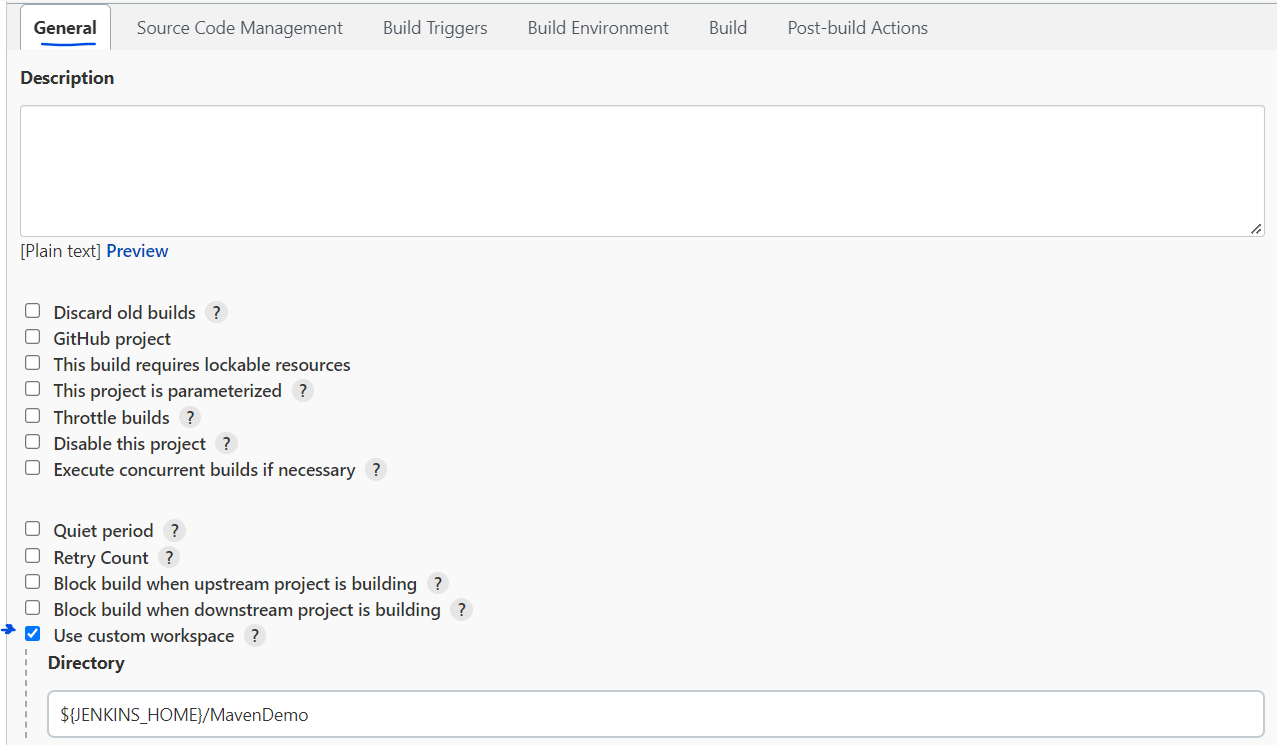 General Source Code Management Build Triggers Build Environment Build Post-build Actions
Description
[Plain text] Preview
Discard old builds ?
GitHub project
This build requires lockable resources
This project is parameterized ?
Throttle builds ?
Disable this project ?
Execute concurrent builds if necessary ?
Quiet period ?
Retry Count ?
Block build when upstream project is building ?
Block build when downstream project is building ?
Use custom workspace ?
Directory
${JENKINS_HOME}/MavenDemo